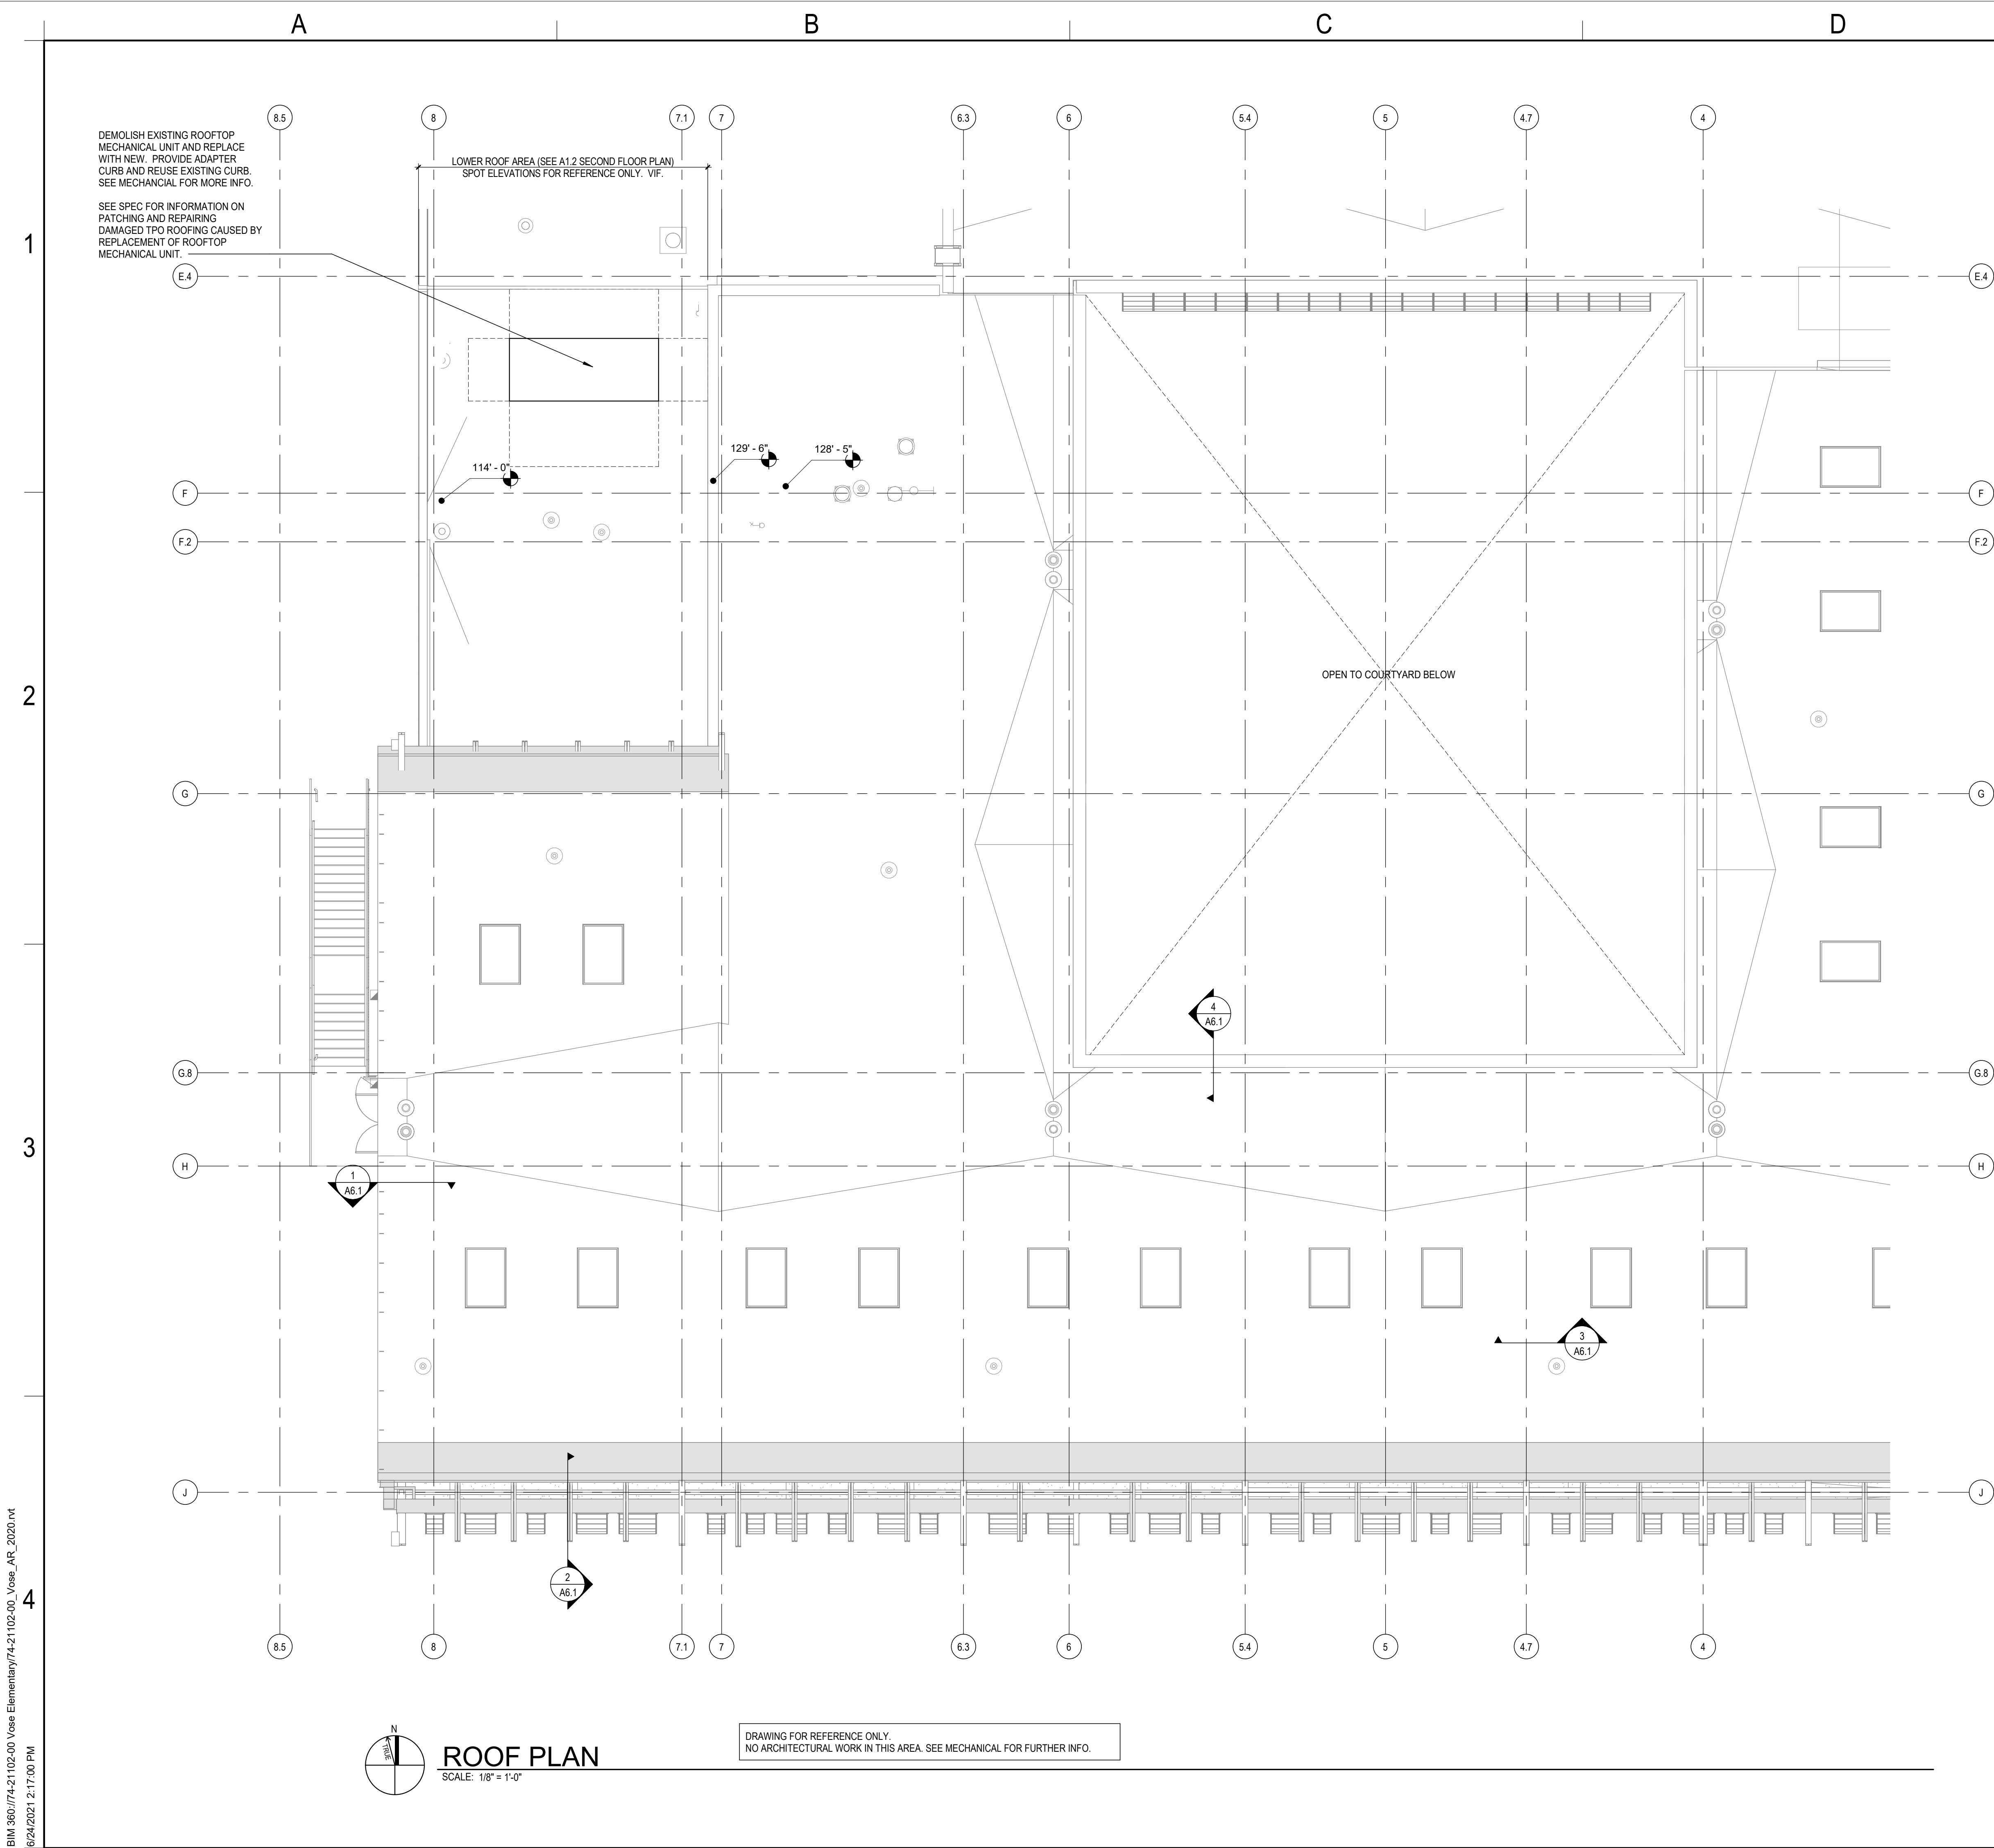 A
B
C
D
8.5
8
7.1
7
6.3
6
5.4
5
4.7
4
DEMOLISH EXISTING ROOFTOP
MECHANICAL UNIT AND REPLACE
WITH NEW. PROVIDE ADAPTER
CURB AND REUSE EXISTING CURB.
SEE MECHANCIAL FOR MORE INFO.
SEE SPEC FOR INFORMATION ON
PATCHING AND REPAIRING
DAMAGED TPO ROOFING CAUSED BY
REPLACEMENT OF ROOFTOP
MECHANICAL UNIT.
LOWER ROOF AREA (SEE A1.2 SECOND FLOOR PLAN)
SPOT ELEVATIONS FOR REFERENCE ONLY. VIF.
1
E.4
E.4
129' - 6"
128' - 5"
114' - 0"
F
F
F.2
F.2
OPEN TO COURTYARD BELOW
2
G
G
4
A6.1
G.8
G.8
3
H
H
1
A6.1
3
A6.1
J
J
2
A6.1
4
8.5
8
7.1
7
6.3
6
5.4
5
4.7
4
N
TRUE
ROOF PLAN
SCALE: 1/8" = 1'-0"
DRAWING FOR REFERENCE ONLY.
NO ARCHITECTURAL WORK IN THIS AREA. SEE MECHANICAL FOR FURTHER INFO.
BIM 360://74-21102-00 Vose Elementary/74-21102-00_Vose_AR_2020.rvt
6/24/2021 2:17:00 PM